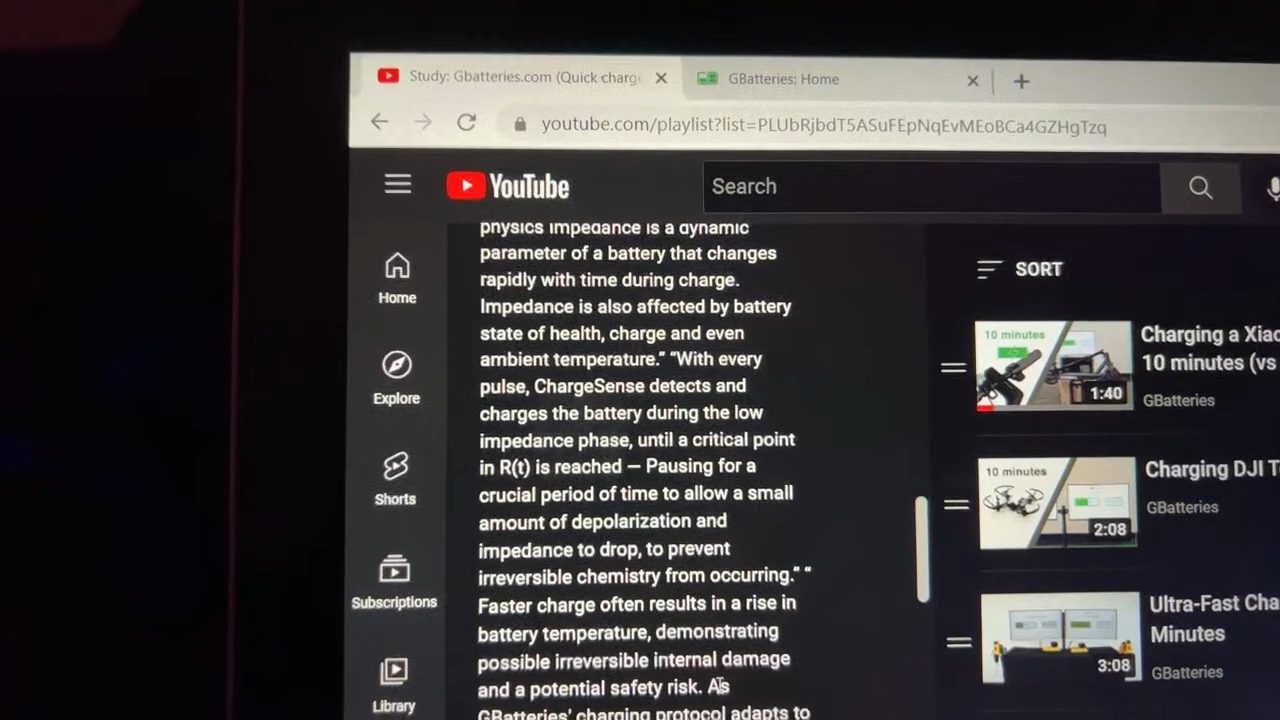 Study: Gbatteries.com (Quick charg
GBatteries: Home
youtube.com/playlist?list=PLUbRjbdT5ASuFEpNqEvMEoBCa4GZHgTzq
YouTube
Search
Home
Explore
Shorts
Subscriptions
Library
physics impedance is a dynamic
parameter of a battery that changes
rapidly with time during charge.
Impedance is also affected by battery
state of health, charge and even
ambient temperature.” “With every
pulse, ChargeSense detects and
charges the battery during the low
impedance phase, until a critical point
in R(t) is reached — Pausing for a
crucial period of time to allow a small
amount of depolarization and
impedance to drop, to prevent
irreversible chemistry from occurring.” “
Faster charge often results in a rise in
battery temperature, demonstrating
possible irreversible internal damage
and a potential safety risk. As
GBatteries’ charging protocol adapts to
SORT
10 minutes
1:40
Charging a Xiao
10 minutes (vs
GBatteries
10 minutes
2:08
Charging DJI T
GBatteries
3:08
Ultra-Fast Cha
Minutes
GBatteries